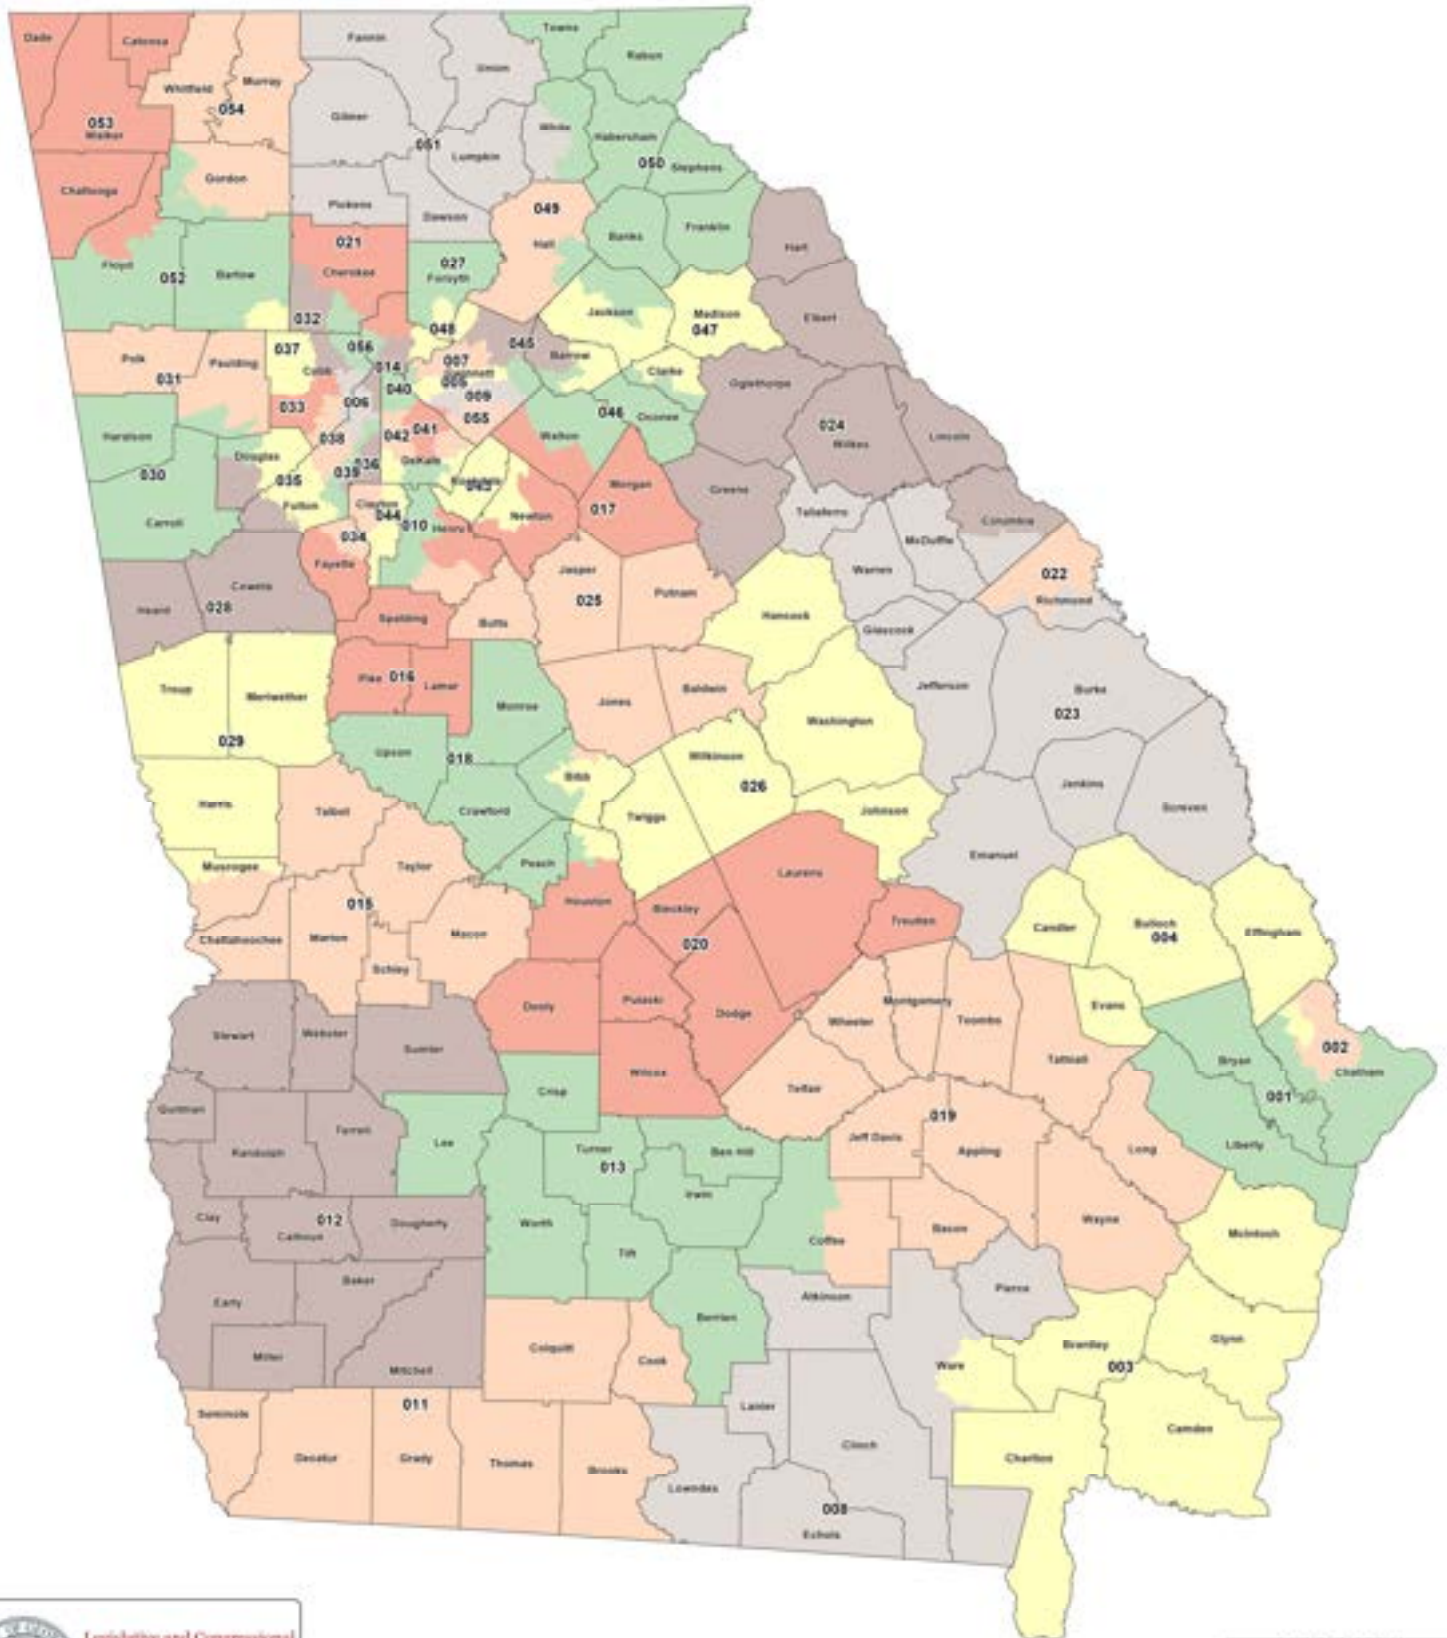 Dade
Catoosa
Fannin
Towns
Rabun
Union
Whitfield
Murray
054
053
Walker
Gilmer
White
Habersham
051
Lumpkin
050
Stephens
Chattooga
Gordon
Pickens
Dawson
049
Hall
Banks
Franklin
Hart
021
Cherokee
027
Forsyth
Floyd
052
Bartow
032
048
Jackson
Madison
047
Elbert
037
056
045
Barrow
Polk
031
Paulding
Cobb
014
007
Gwinnett
005
Clarke
Oglethorpe
040
009
006
033
055
046
Oconee
Haralson
038
042
041
Walton
024
Wilkes
Lincoln
030
Douglas
035
036
039
DeKalb
Rockdale
043
Morgan
Greene
Taliaferro
Carroll
Fulton
Clayton
044
010
Henry
Newton
017
Columbia
McDuffie
034
Fayette
Jasper
Warren
022
Richmond
Heard
Coweta
028
025
Putnam
Spalding
Butts
Hancock
Glascock
Troup
Meriwether
Pike
016
Lamar
Monroe
Jones
Baldwin
Jefferson
Burke
023
029
Upson
018
Washington
Wilkinson
026
Bibb
Jenkins
Screven
Harris
Talbot
Crawford
Twiggs
Johnson
Muscogee
Taylor
Peach
Laurens
Emanuel
015
Houston
Bleckley
Treutlen
Candler
Bulloch
004
Effingham
Chattahoochee
Marion
Macon
020
Schley
Dooly
Pulaski
Dodge
Montgomery
Wheeler
Toombs
Evans
Stewart
Webster
Sumter
Tattnall
Bryan
002
Chatham
Wilcox
Telfair
001
Crisp
Quitman
Terrell
Lee
019
Jeff Davis
Appling
Long
Liberty
Randolph
Turner
013
Ben Hill
Irwin
Clay
012
Calhoun
Dougherty
Worth
Tift
Coffee
Bacon
Wayne
McIntosh
Early
Baker
Atkinson
Pierce
Berrien
Glynn
Miller
Mitchell
Colquitt
Cook
Ware
Brantley
003
Seminole
011
Lanier
Camden
Decatur
Grady
Thomas
Brooks
Clinch
Charlton
Lowndes
008
Echols
Legislative and Congressional